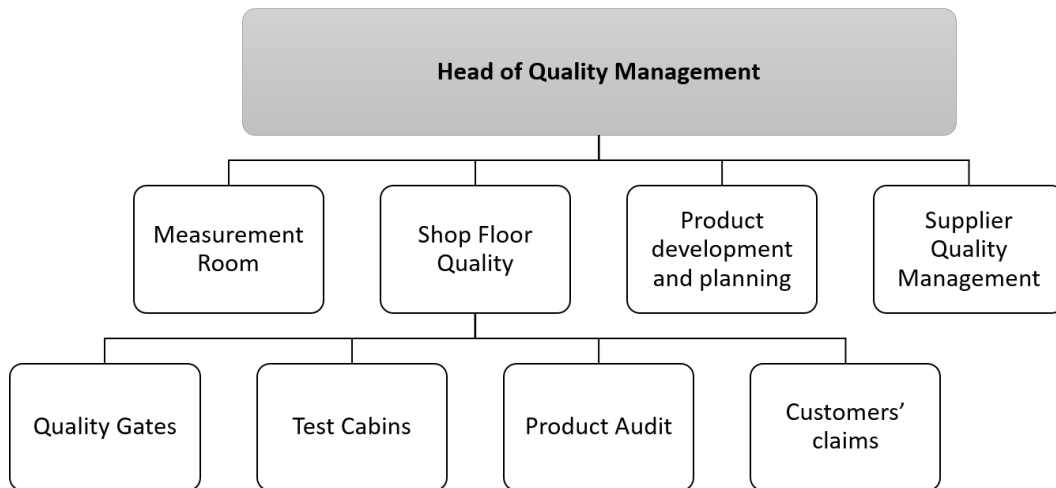 Head of Quality Management
Measurement
Room
Shop Floor
Quality
Product
development
and planning
Supplier
Quality
Management
Quality Gates
Test Cabins
Product Audit
Customers’
claims